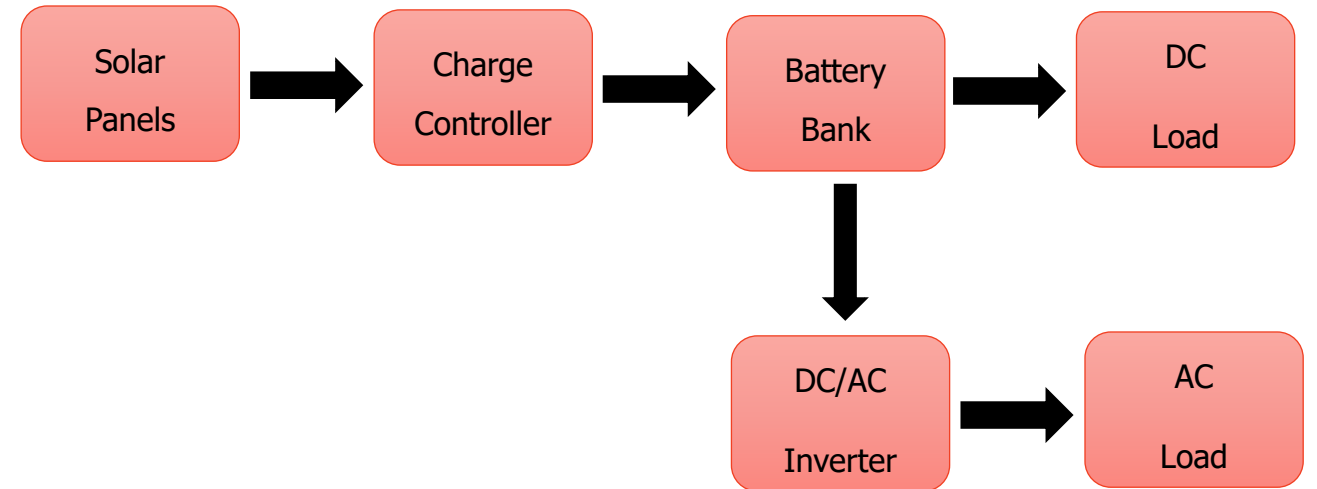 Solar
Panels
Charge
Controller
Battery
Bank
DC
Load
DC/AC
Inverter
AC
Load